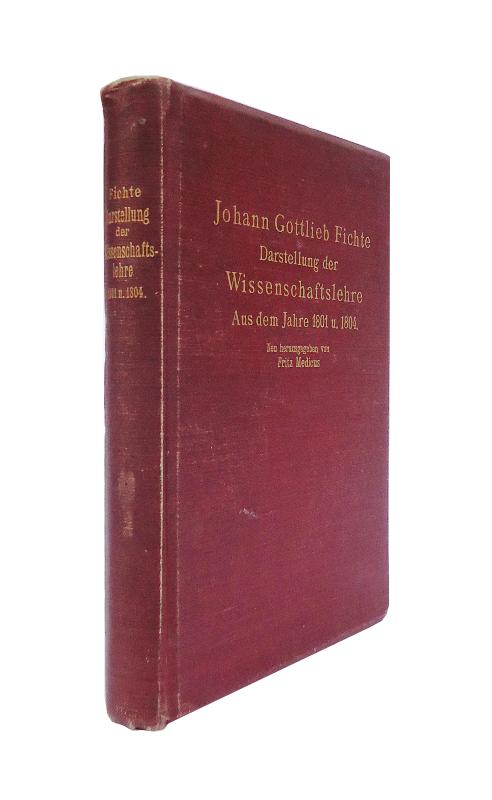 Fichte
Darstellung
der
Wissenschafts-
lehre
1801 u. 1804.
Johann Gottlieb Fichte
Darstellung der
Wissenschaftslehre
Aus dem Jahre 1801 u. 1804.
Neu herausgegeben von
Fritz Medicus